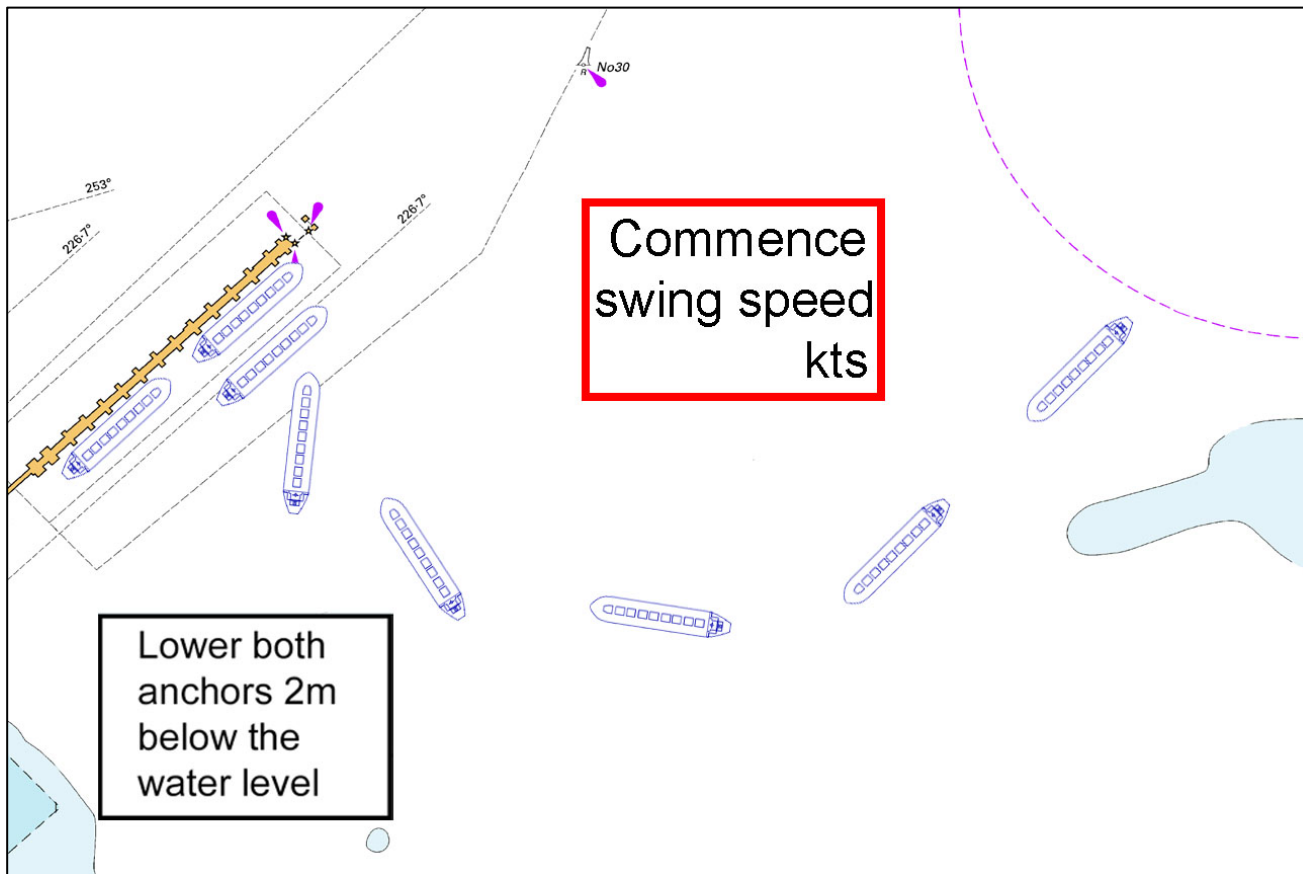 No30
R
253°
226·7°
226·7°
Commence
swing speed
kts
Lower both
anchors 2m
below the
water level